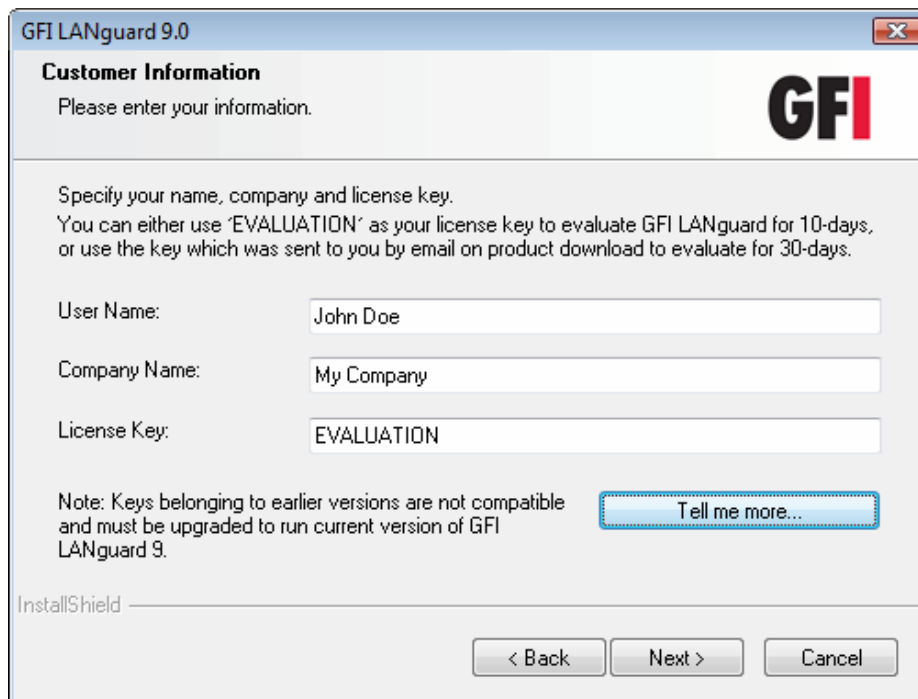 GFI LANguard 9.0
Customer Information
Please enter your information.
GFI
Specify your name, company and license key.
You can either use ´EVALUATION´ as your license key to evaluate GFI LANguard for 10-days,
or use the key which was sent to you by email on product download to evaluate for 30-days.
User Name:
John Doe
Company Name:
My Company
License Key:
EVALUATION
Note: Keys belonging to earlier versions are not compatible
and must be upgraded to run current version of GFI
LANguard 9.
Tell me more...
InstallShield
< Back
Next >
Cancel